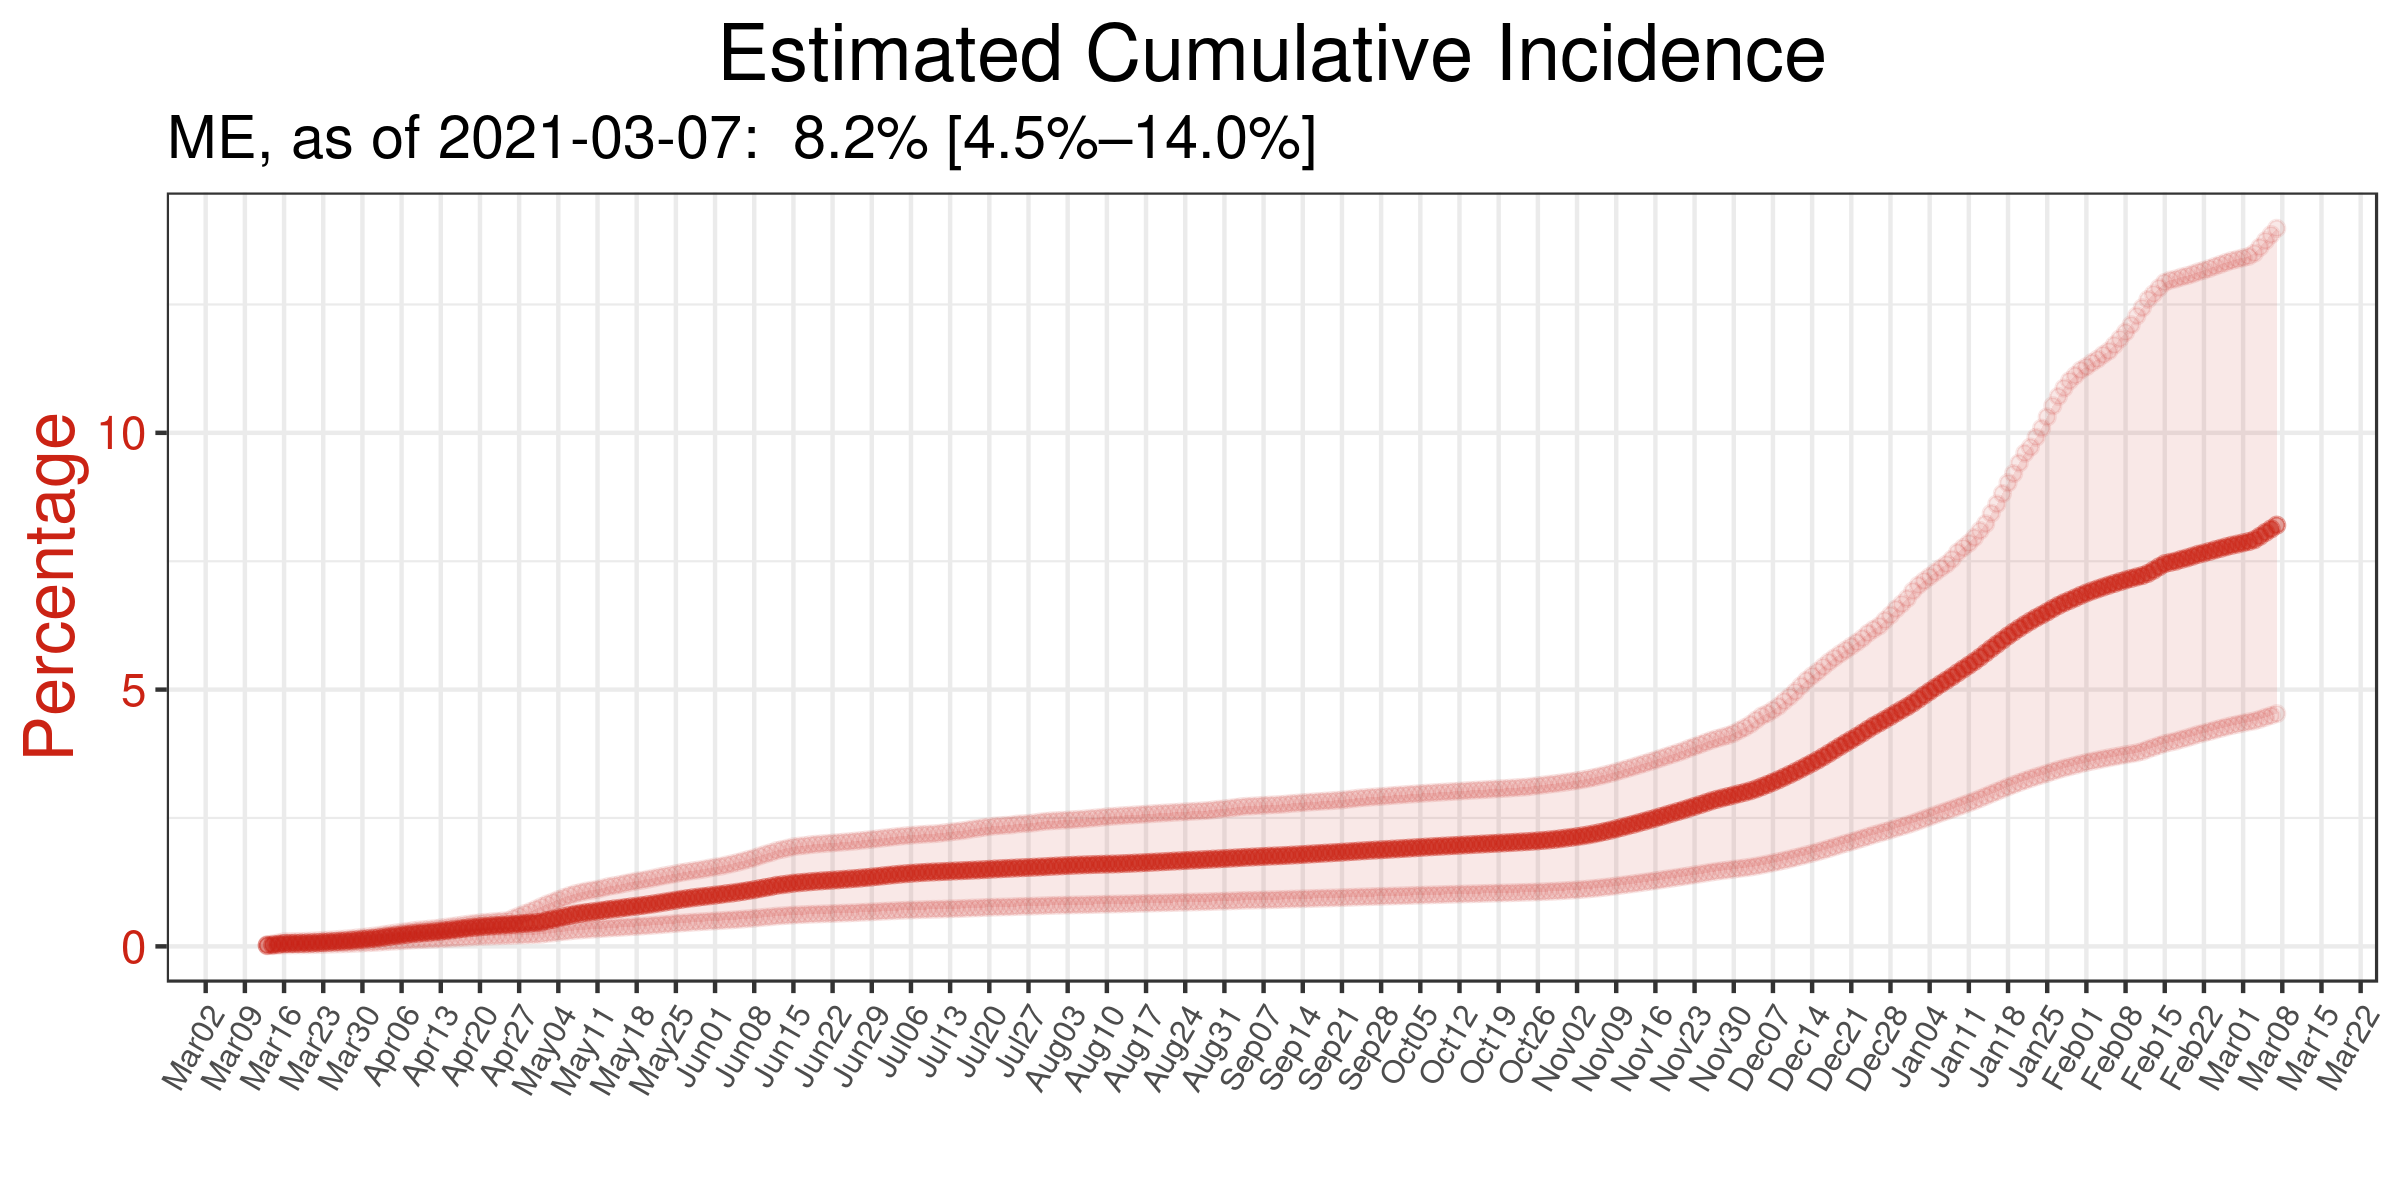 Estimated Cumulative Incidence
ME, as of 2021-03-07:  8.2% [4.5%–14.0%]
Percentage
10
5
0
Mar02
Mar09
Mar16
Mar23
Mar30
Apr06
Apr13
Apr20
Apr27
May04
May11
May18
May25
Jun01
Jun08
Jun15
Jun22
Jun29
Jul06
Jul13
Jul20
Jul27
Aug03
Aug10
Aug17
Aug24
Aug31
Sep07
Sep14
Sep21
Sep28
Oct05
Oct12
Oct19
Oct26
Nov02
Nov09
Nov16
Nov23
Nov30
Dec07
Dec14
Dec21
Dec28
Jan04
Jan11
Jan18
Jan25
Feb01
Feb08
Feb15
Feb22
Mar01
Mar08
Mar15
Mar22